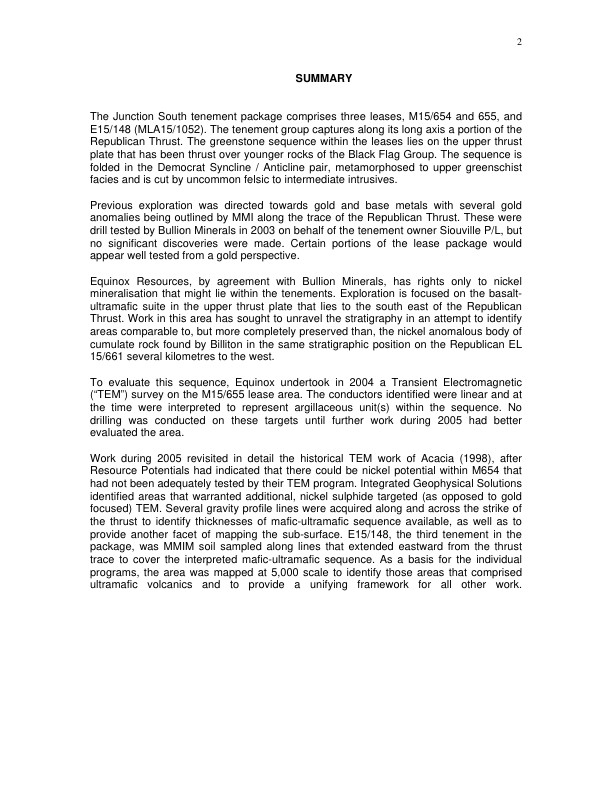 2
SUMMARY
The Junction South tenement package comprises three leases, M15/654 and 655, and
E15/148 (MLA15/1052). The tenement group captures along its long axis a portion of the
Republican Thrust. The greenstone sequence within the leases lies on the upper thrust
plate that has been thrust over younger rocks of the Black Flag Group. The sequence is
folded in the Democrat Syncline / Anticline pair, metamorphosed to upper greenschist
facies and is cut by uncommon felsic to intermediate intrusives.
Previous exploration was directed towards gold and base metals with several gold
anomalies being outlined by MMI along the trace of the Republican Thrust. These were
drill tested by Bullion Minerals in 2003 on behalf of the tenement owner Siouville P/L, but
no significant discoveries were made. Certain portions of the lease package would
appear well tested from a gold perspective.
Equinox Resources, by agreement with Bullion Minerals, has rights only to nickel
mineralisation that might lie within the tenements. Exploration is focused on the basalt-
ultramafic suite in the upper thrust plate that lies to the south east of the Republican
Thrust. Work in this area has sought to unravel the stratigraphy in an attempt to identify
areas comparable to, but more completely preserved than, the nickel anomalous body of
cumulate rock found by Billiton in the same stratigraphic position on the Republican EL
15/661 several kilometres to the west.
To evaluate this sequence, Equinox undertook in 2004 a Transient Electromagnetic
(“TEM”) survey on the M15/655 lease area. The conductors identified were linear and at
the time were interpreted to represent argillaceous unit(s) within the sequence. No
drilling was conducted on these targets until further work during 2005 had better
evaluated the area.
Work during 2005 revisited in detail the historical TEM work of Acacia (1998), after
Resource Potentials had indicated that there could be nickel potential within M654 that
had not been adequately tested by their TEM program. Integrated Geophysical Solutions
identified areas that warranted additional, nickel sulphide targeted (as opposed to gold
focused) TEM. Several gravity profile lines were acquired along and across the strike of
the thrust to identify thicknesses of mafic-ultramafic sequence available, as well as to
provide another facet of mapping the sub-surface. E15/148, the third tenement in the
package, was MMIM soil sampled along lines that extended eastward from the thrust
trace to cover the interpreted mafic-ultramafic sequence. As a basis for the individual
programs, the area was mapped at 5,000 scale to identify those areas that comprised
ultramafic volcanics and to provide a unifying framework for all other work.